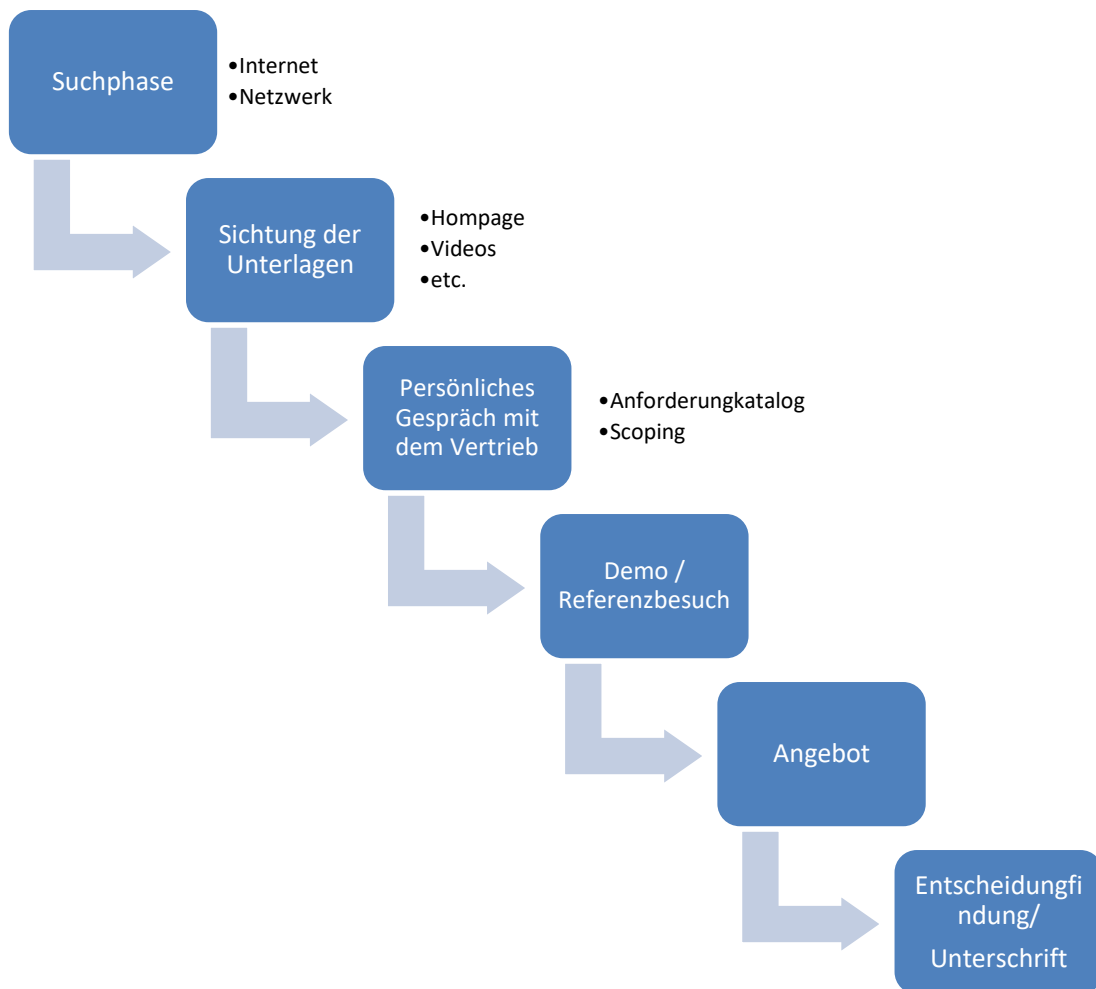 Suchphase
•Internet
•Netzwerk
Sichtung der
Unterlagen
•Hompage
•Videos
•etc.
Persönliches
Gespräch mit
dem Vertrieb
•Anforderungkatalog
•Scoping
Demo /
Referenzbesuch
Angebot
Entscheidungfi
ndung/
Unterschrift